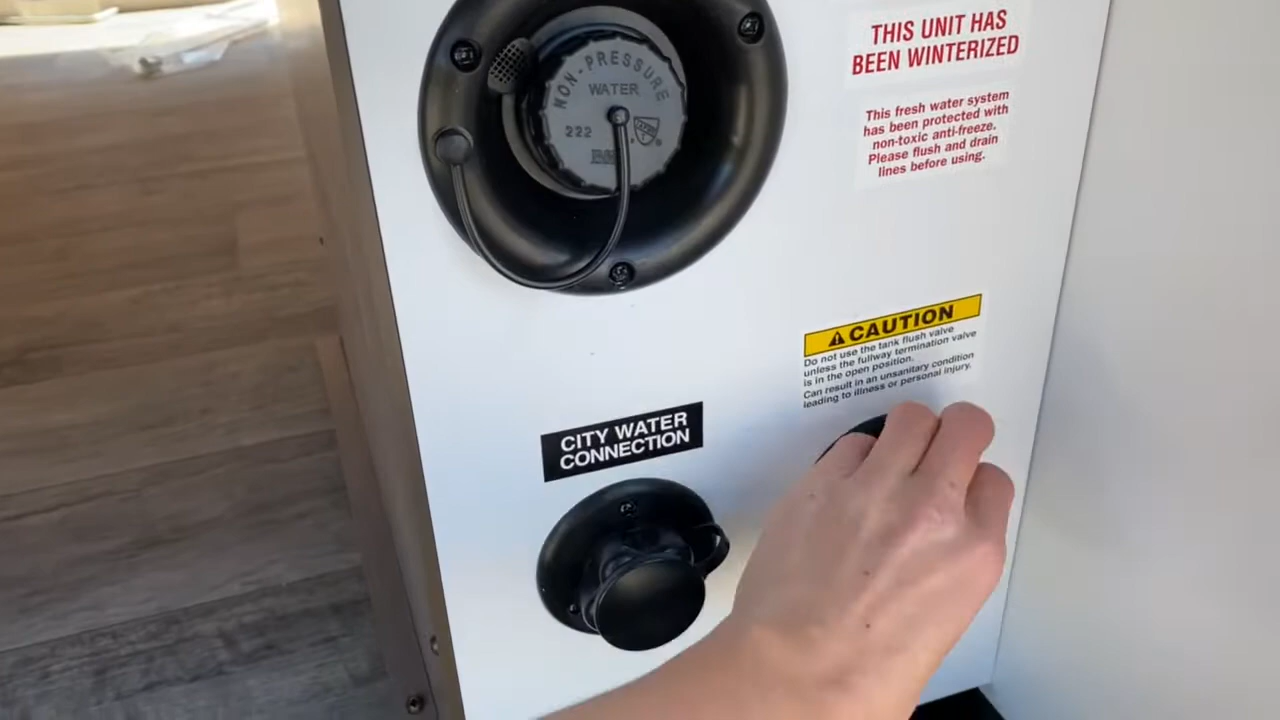 NON-PRESSURE
WATER
222
THIS UNIT HAS
BEEN WINTERIZED
This fresh water system
has been protected with
non-toxic anti-freeze.
Please flush and drain
lines before using.
CAUTION
Do not use the tank flush valve
unless the fullway termination valve
is in the open position.
Can result in an unsanitary condition
leading to illness or personal injury.
CITY WATER
CONNECTION